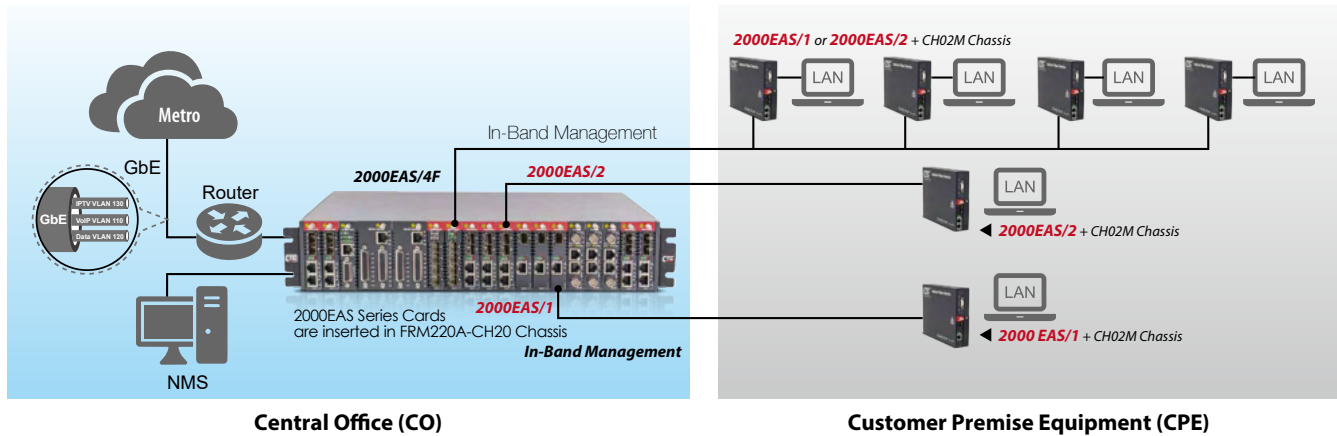 2000EAS/1 or 2000EAS/2 + CH02M Chassis
LAN
LAN
LAN
LAN
Metro
In-Band Management
GbE
2000EAS/4F
2000EAS/2
Router
LAN
GbE
IPTV VLAN 130
VoIP VLAN 110
Data VLAN 120
2000EAS/2 + CH02M Chassis
CTC
LAN
2000EAS/1
2000EAS Series Cards
are inserted in FRM220A-CH20 Chassis
2000 EAS/1 + CH02M Chassis
In-Band Management
NMS
Central Office (CO)
Customer Premise Equipment (CPE)